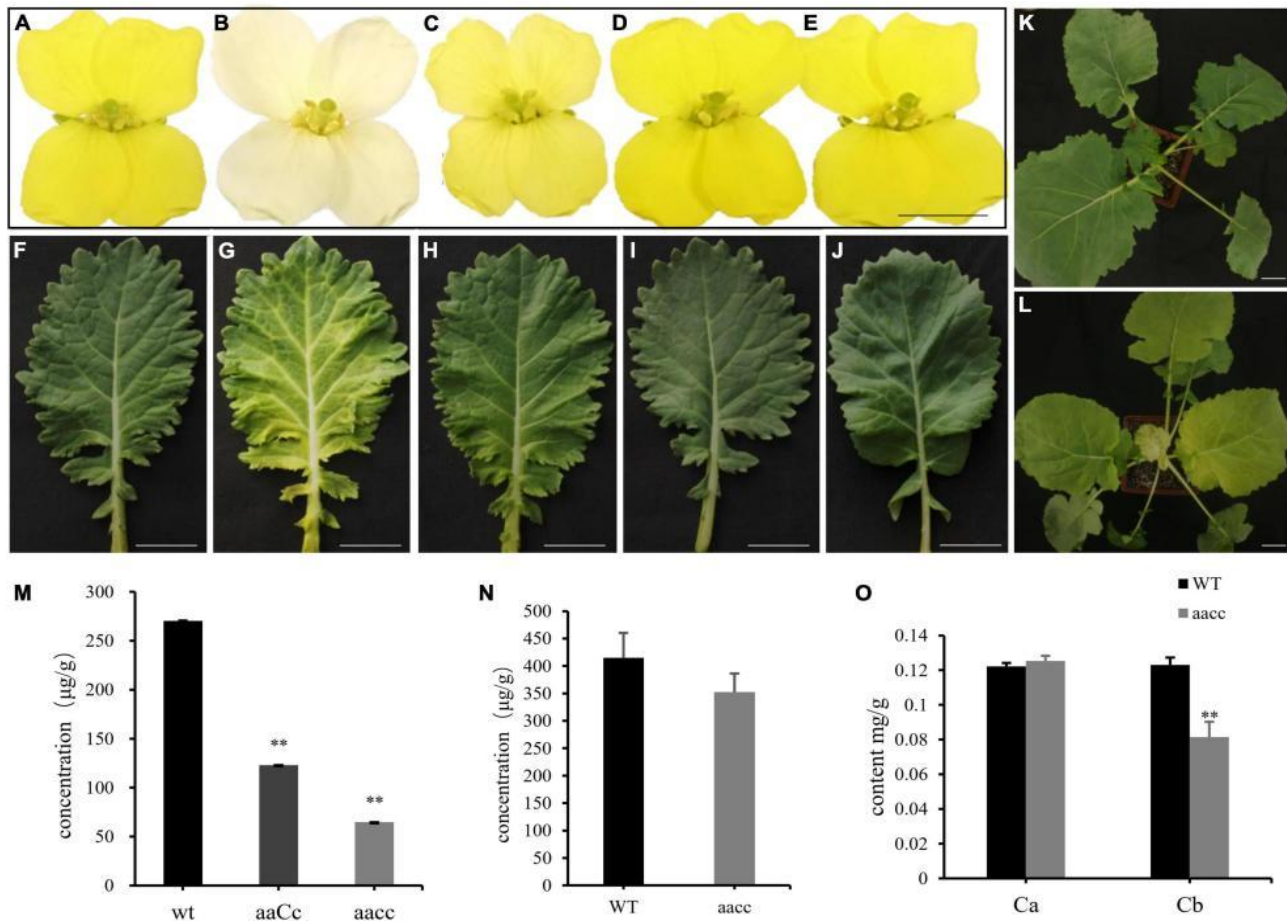 A B C D E K
F G H I J L
M
300
250
200
150
100
50
0
concentration (μg/g)
**
**
wt aaCc aacc
N
500
450
400
350
300
250
200
150
100
50
0
concentration (μg/g)
WT aacc
O
WT
aacc
0.14
0.12
0.1
0.08
0.06
0.04
0.02
0
content mg/g
**
Ca Cb